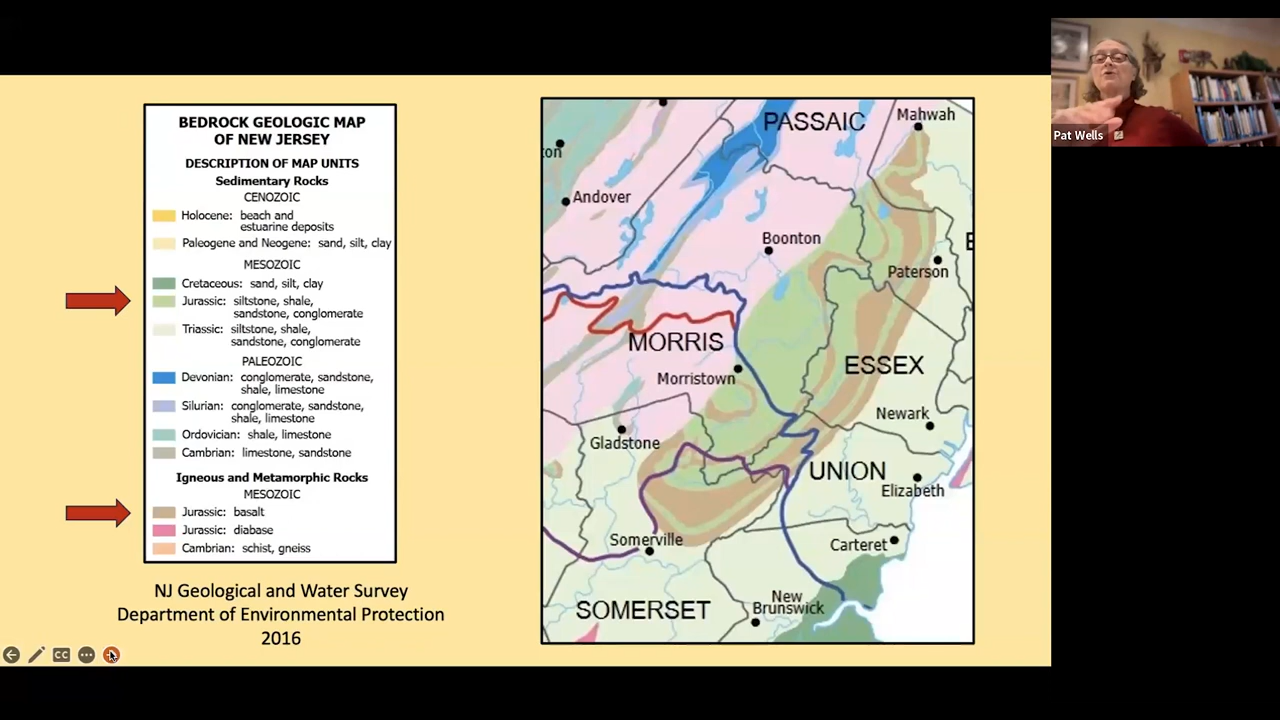 BEDROCK GEOLOGIC MAP
OF NEW JERSEY
DESCRIPTION OF MAP UNITS
Sedimentary Rocks
CENOZOIC
Holocene: beach and
estuarine deposits
Paleogene and Neogene: sand, silt, clay
MESOZOIC
Cretaceous: sand, silt, clay
Jurassic: siltstone, shale,
sandstone, conglomerate
Triassic: siltstone, shale,
sandstone, conglomerate
PALEOZOIC
Devonian: conglomerate, sandstone,
shale, limestone
Silurian: conglomerate, sandstone,
shale, limestone
Ordovician: shale, limestone
Cambrian: limestone, sandstone
Igneous and Metamorphic Rocks
MESOZOIC
Jurassic: basalt
Jurassic: diabase
Cambrian: schist, gneiss
NJ Geological and Water Survey
Department of Environmental Protection
2016
CC
PASSAIC
Mahwah
ton
Andover
Boonton
Paterson
MORRIS
Morristown
ESSEX
Newark
Gladstone
UNION
Elizabeth
Somerville
Carteret
New
Brunswick
SOMERSET
Pat Wells